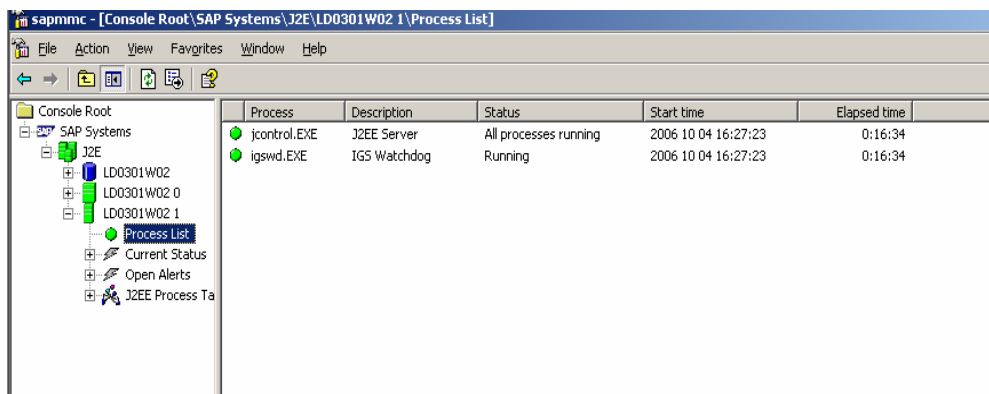 sapmmc - [Console Root\SAP Systems\J2E\LD0301W02 1\Process List]
File Action View Favorites Window Help
Console Root
SAP SAP Systems
J2E
LD0301W02
LD0301W02 0
LD0301W02 1
Process List
Current Status
Open Alerts
J2EE Process Ta
Process Description Status Start time Elapsed time
jcontrol.EXE J2EE Server All processes running 2006 10 04 16:27:23 0:16:34
igswd.EXE IGS Watchdog Running 2006 10 04 16:27:23 0:16:34